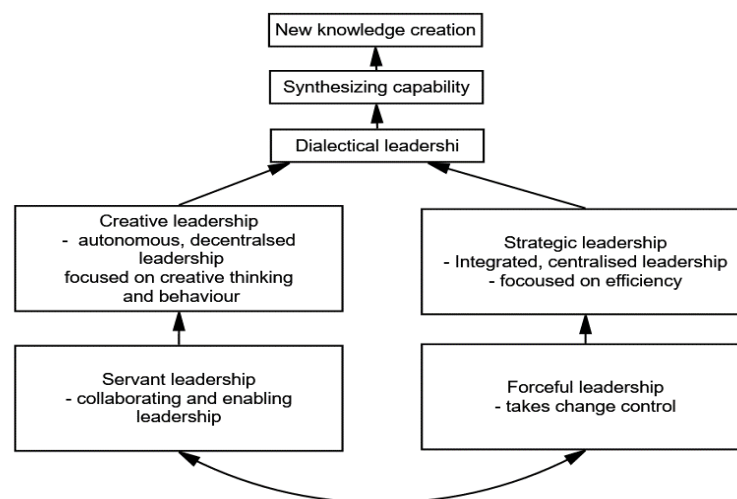 New knowledge creation
Synthesizing capability
Dialectical leadershi
Creative leadership
- autonomous, decentralised
leadership
focused on creative thinking
and behaviour
Strategic leadership
- Integrated, centralised leadership
- focoused on efficiency
Servant leadership
- collaborating and enabling
leadership
Forceful leadership
- takes change control